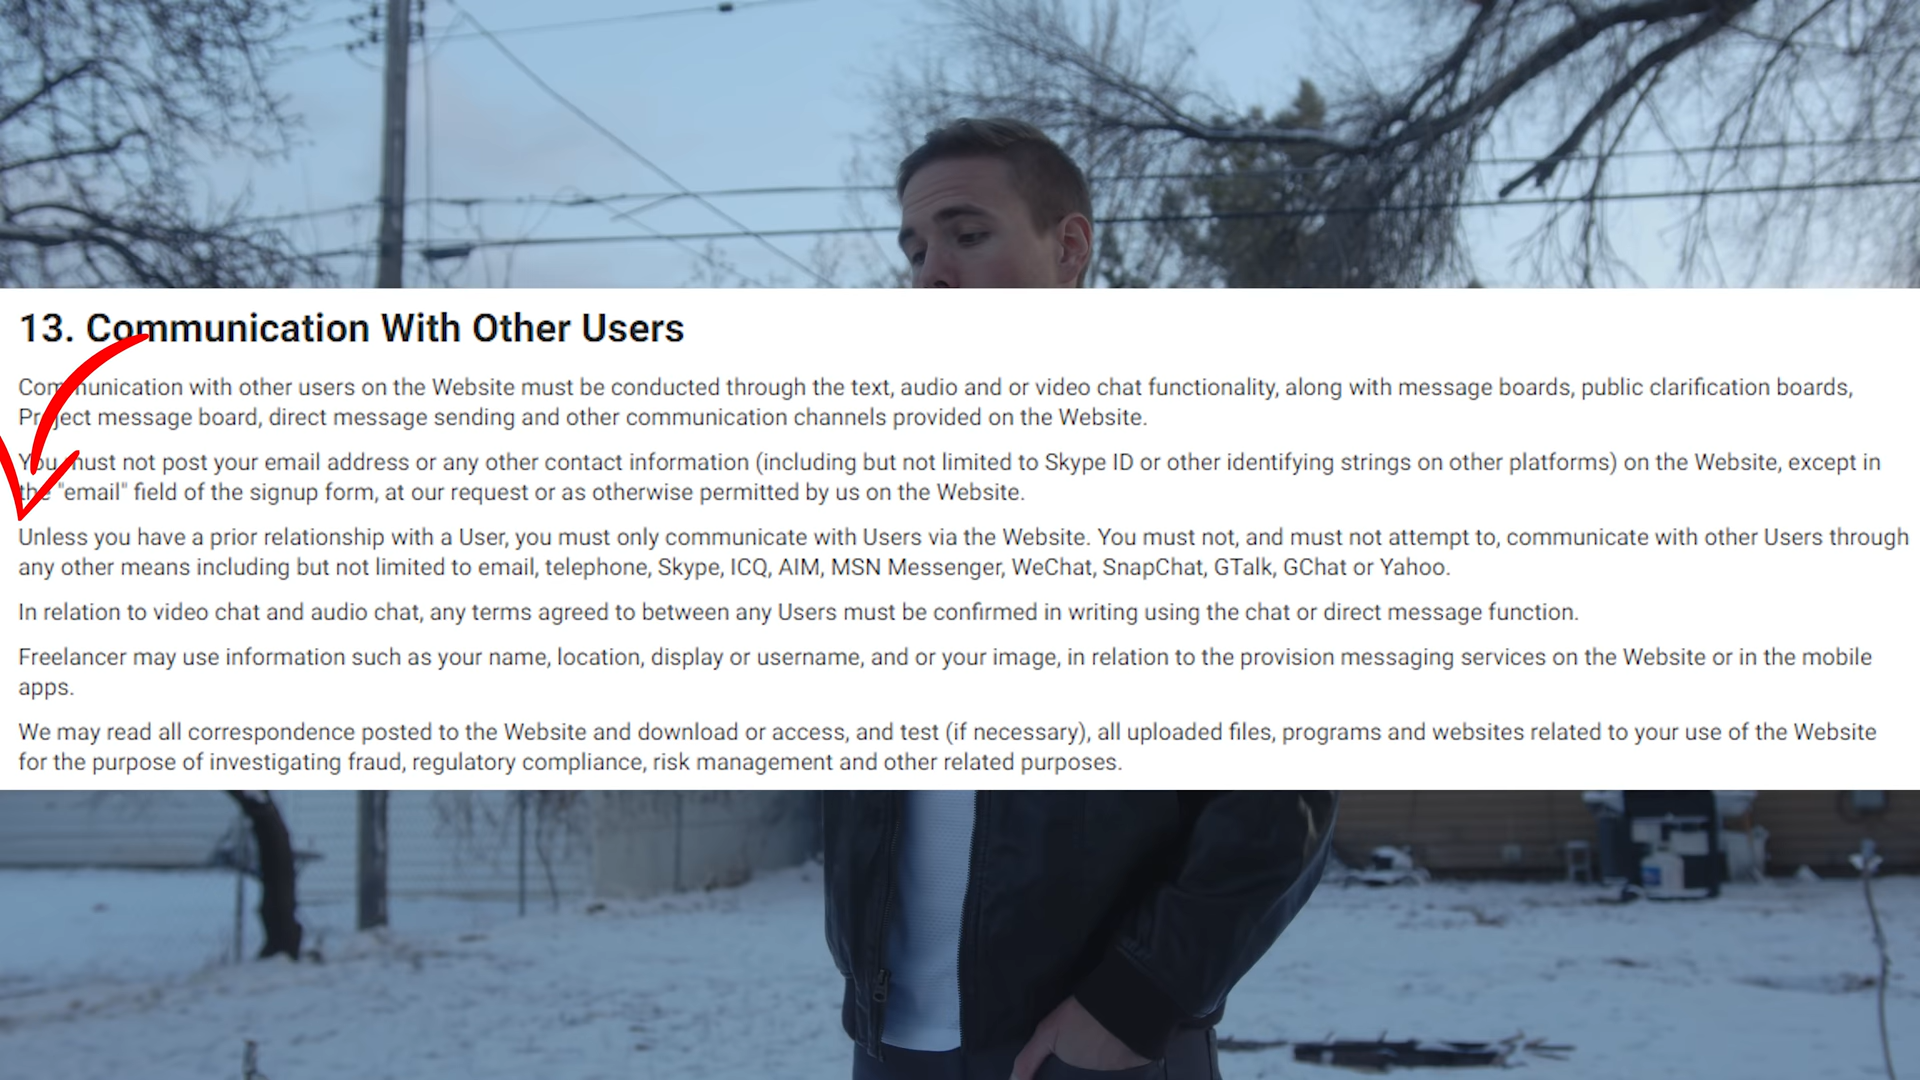 13. Communication With Other Users
Communication with other users on the Website must be conducted through the text, audio and or video chat functionality, along with message boards, public clarification boards,
Project message board, direct message sending and other communication channels provided on the Website.
You must not post your email address or any other contact information (including but not limited to Skype ID or other identifying strings on other platforms) on the Website, except in
the "email" field of the signup form, at our request or as otherwise permitted by us on the Website.
Unless you have a prior relationship with a User, you must only communicate with Users via the Website. You must not, and must not attempt to, communicate with other Users through
any other means including but not limited to email, telephone, Skype, ICQ, AIM, MSN Messenger, WeChat, SnapChat, GTalk, GChat or Yahoo.
In relation to video chat and audio chat, any terms agreed to between any Users must be confirmed in writing using the chat or direct message function.
Freelancer may use information such as your name, location, display or username, and or your image, in relation to the provision messaging services on the Website or in the mobile
apps.
We may read all correspondence posted to the Website and download or access, and test (if necessary), all uploaded files, programs and websites related to your use of the Website
for the purpose of investigating fraud, regulatory compliance, risk management and other related purposes.